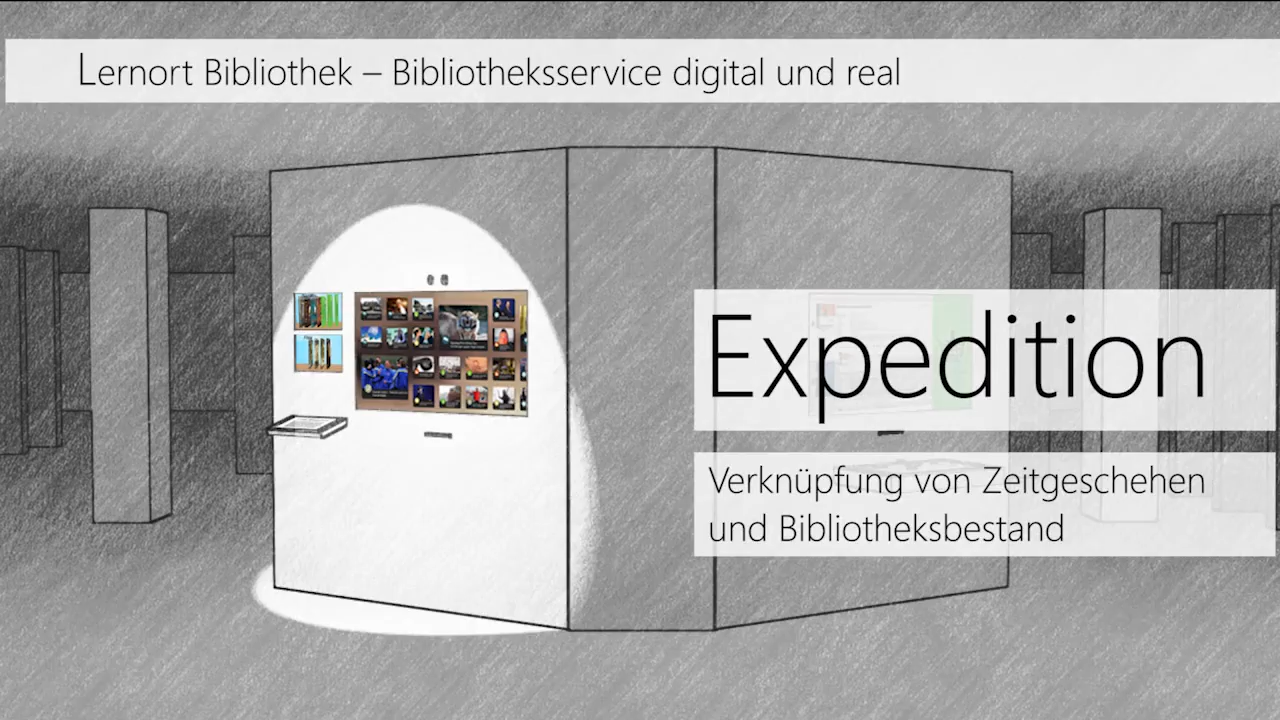 Lernort Bibliothek – Bibliotheksservice digital und real
Expedition
Verknüpfung von Zeitgeschehen
und Bibliotheksbestand